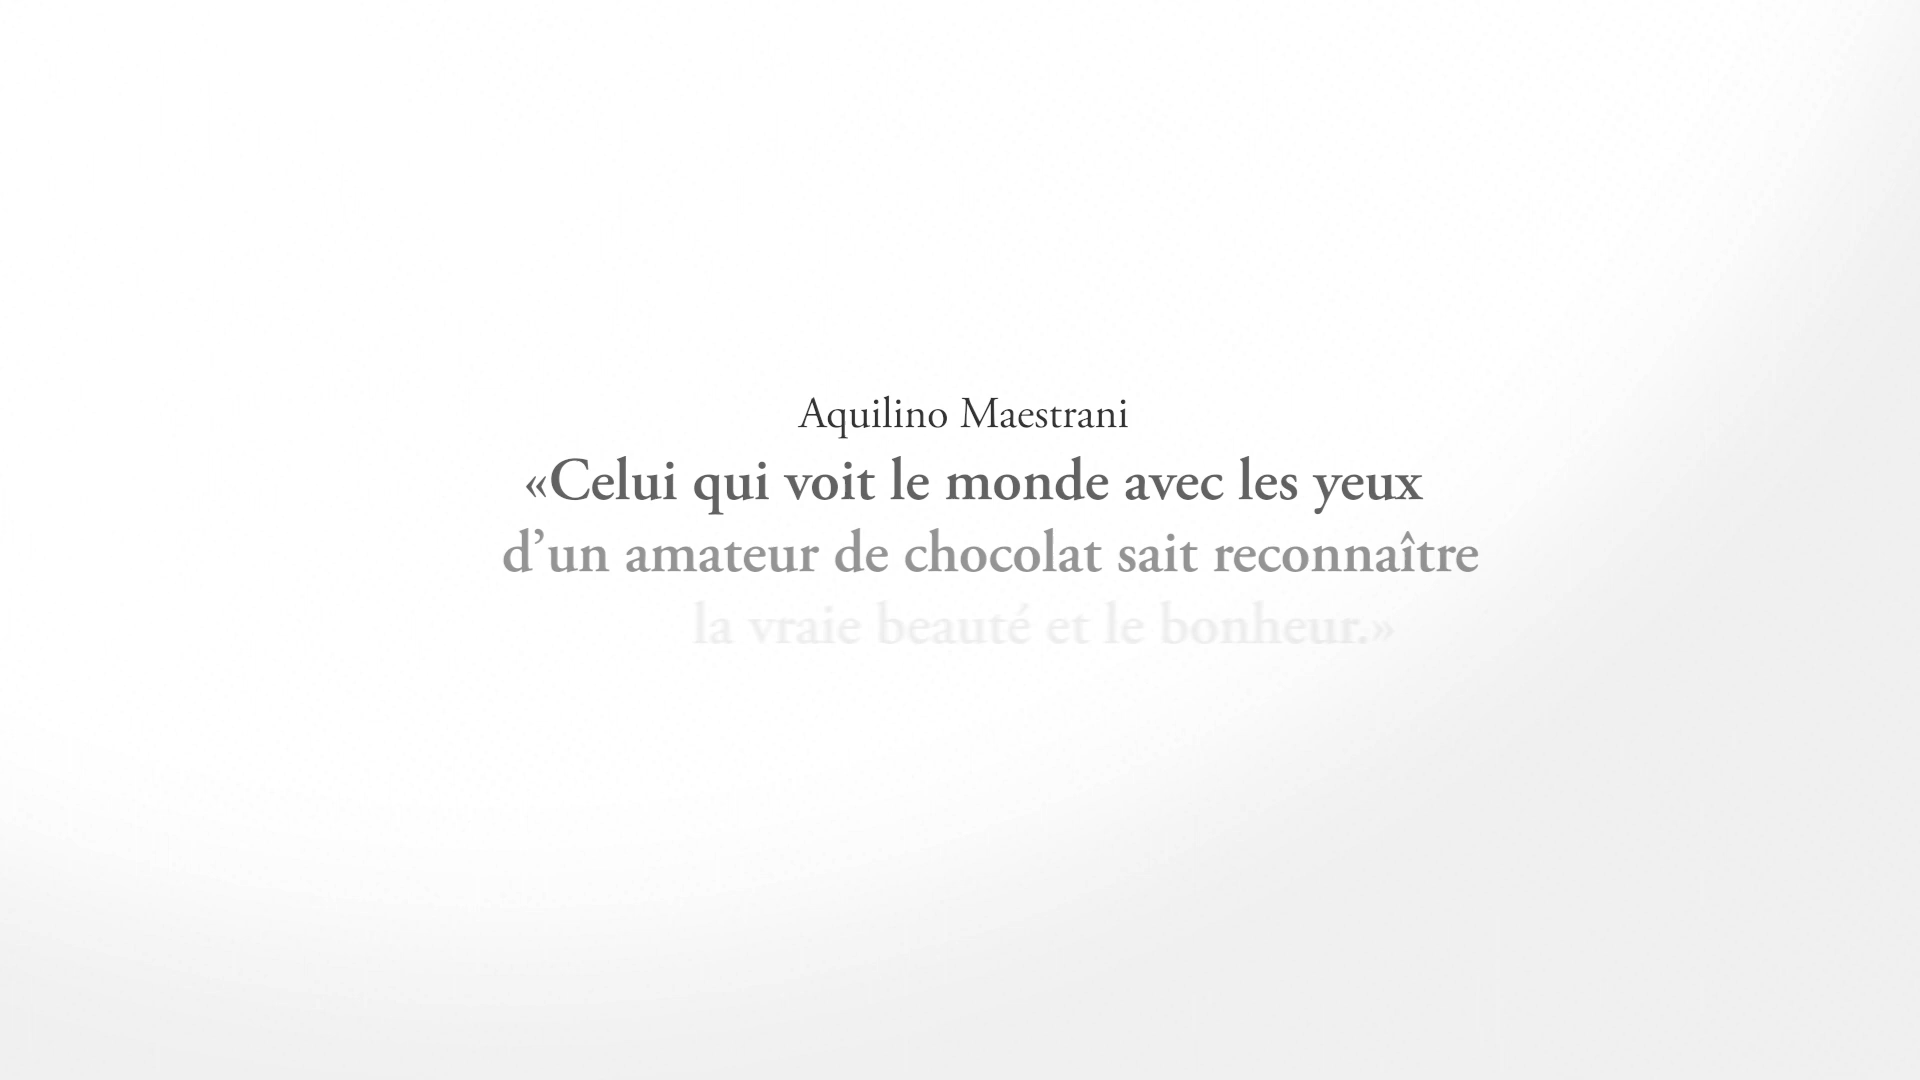 Aquilino Maestrani
«Celui qui voit le monde avec les yeux
d’un amateur de chocolat sait reconnaître
la vraie beauté et le bonheur.»